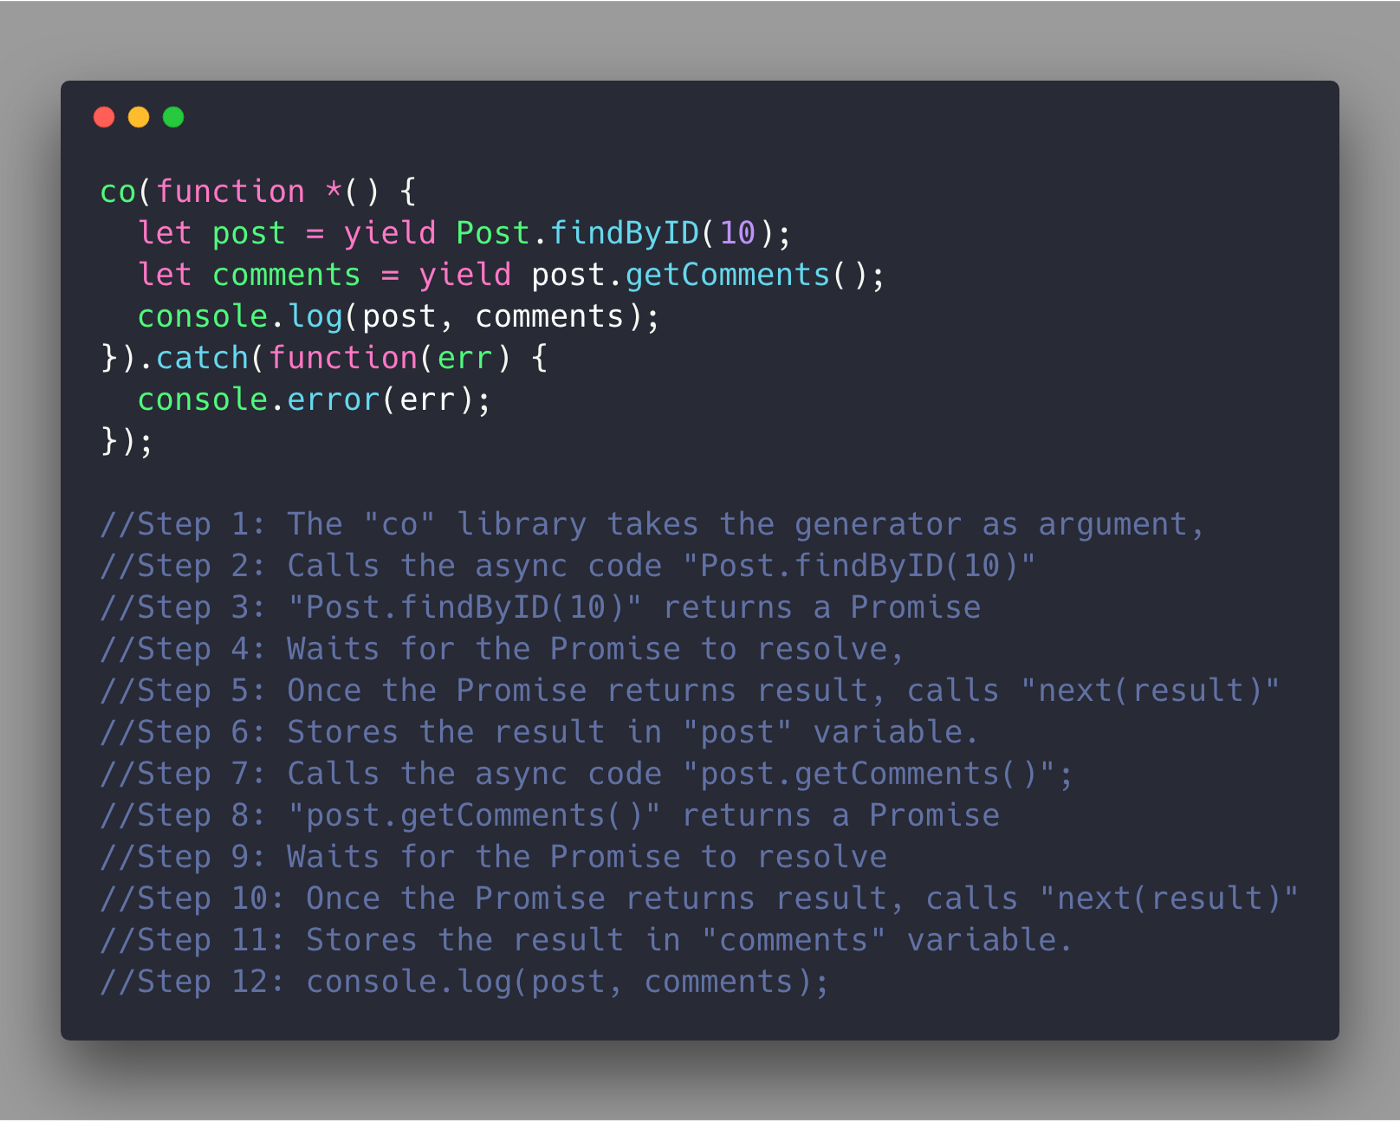 co(function *() {
  let post = yield Post.findByID(10);
  let comments = yield post.getComments();
  console.log(post, comments);
}).catch(function(err) {
  console.error(err);
});

//Step 1: The "co" library takes the generator as argument,
//Step 2: Calls the async code "Post.findByID(10)"
//Step 3: "Post.findByID(10)" returns a Promise
//Step 4: Waits for the Promise to resolve,
//Step 5: Once the Promise returns result, calls "next(result)"
//Step 6: Stores the result in "post" variable.
//Step 7: Calls the async code "post.getComments()";
//Step 8: "post.getComments()" returns a Promise
//Step 9: Waits for the Promise to resolve
//Step 10: Once the Promise returns result, calls "next(result)"
//Step 11: Stores the result in "comments" variable.
//Step 12: console.log(post, comments);